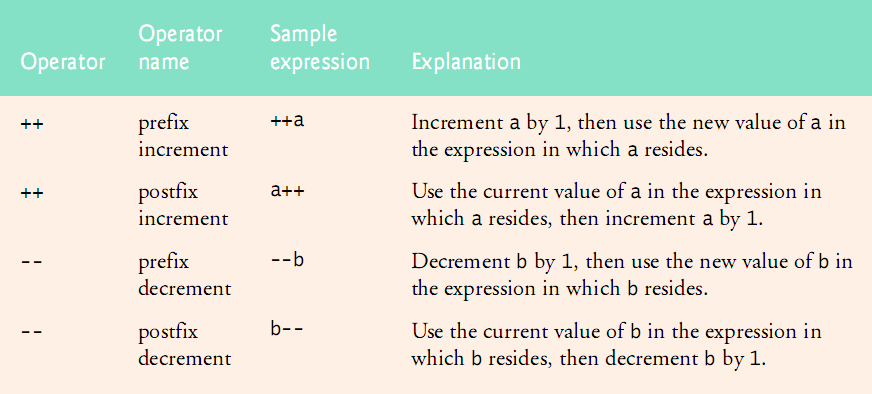 Operator Operator name Sample expression Explanation
++ prefix increment ++a Increment a by 1, then use the new value of a in the expression in which a resides.
++ postfix increment a++ Use the current value of a in the expression in which a resides, then increment a by 1.
-- prefix decrement --b Decrement b by 1, then use the new value of b in the expression in which b resides.
-- postfix decrement b-- Use the current value of b in the expression in which b resides, then decrement b by 1.